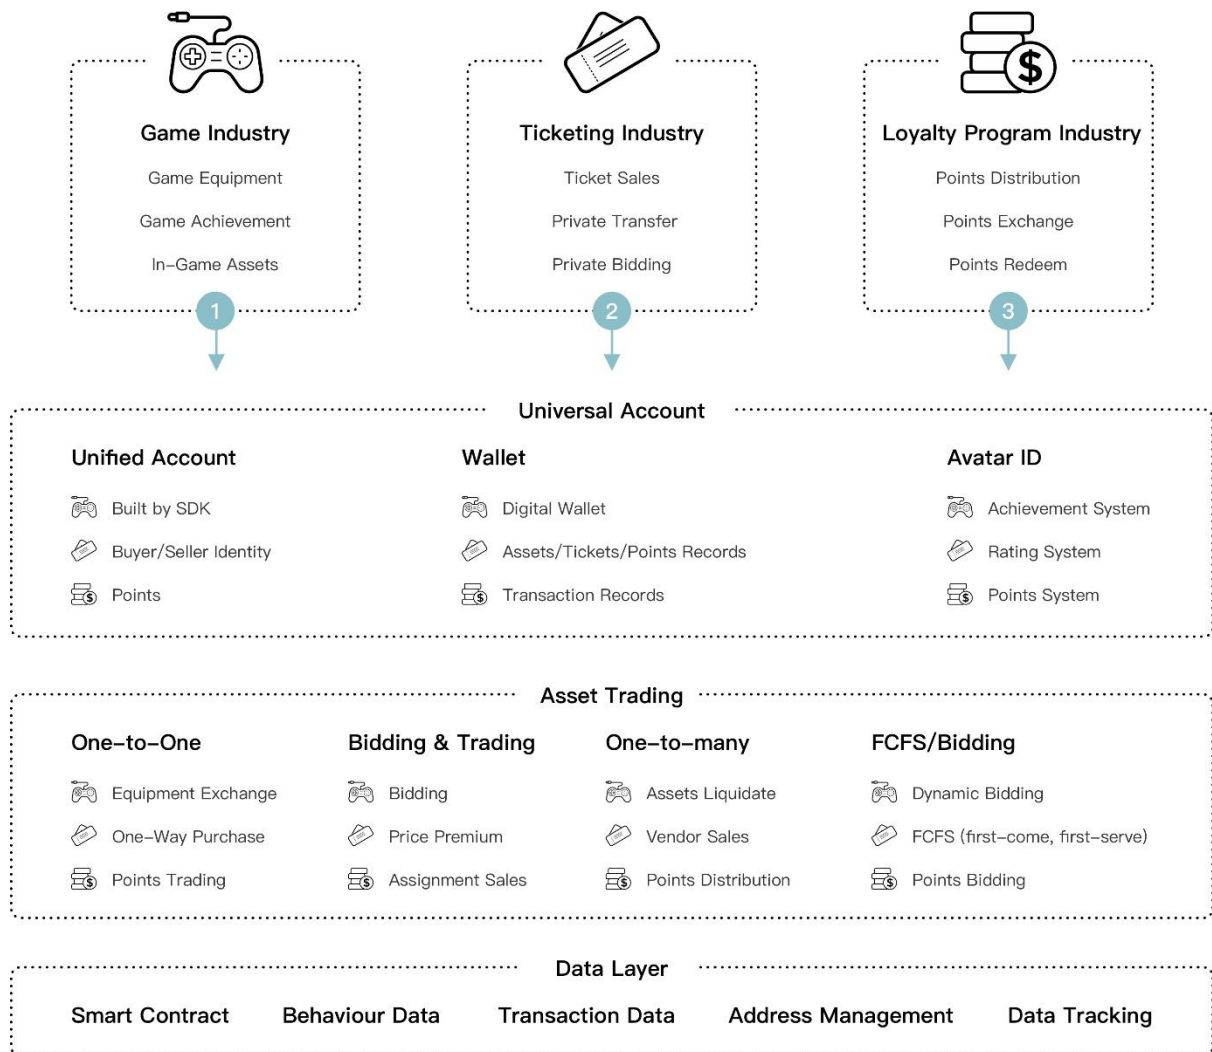 Game Industry
Game Equipment
Game Achievement
In-Game Assets
1
Ticketing Industry
Ticket Sales
Private Transfer
Private Bidding
2
$
Loyalty Program Industry
Points Distribution
Points Exchange
Points Redeem
3
Universal Account
Unified Account
Built by SDK
Buyer/Seller Identity
$ Points
Wallet
Digital Wallet
Assets/Tickets/Points Records
$ Transaction Records
Avatar ID
Achievement System
Rating System
$ Points System
Asset Trading
One-to-One
Equipment Exchange
One-Way Purchase
$ Points Trading
Bidding & Trading
Bidding
Price Premium
$ Assignment Sales
One-to-many
Assets Liquidate
Vendor Sales
$ Points Distribution
FCFS/Bidding
Dynamic Bidding
FCFS (first-come, first-serve)
$ Points Bidding
Data Layer
Smart Contract
Behaviour Data
Transaction Data
Address Management
Data Tracking